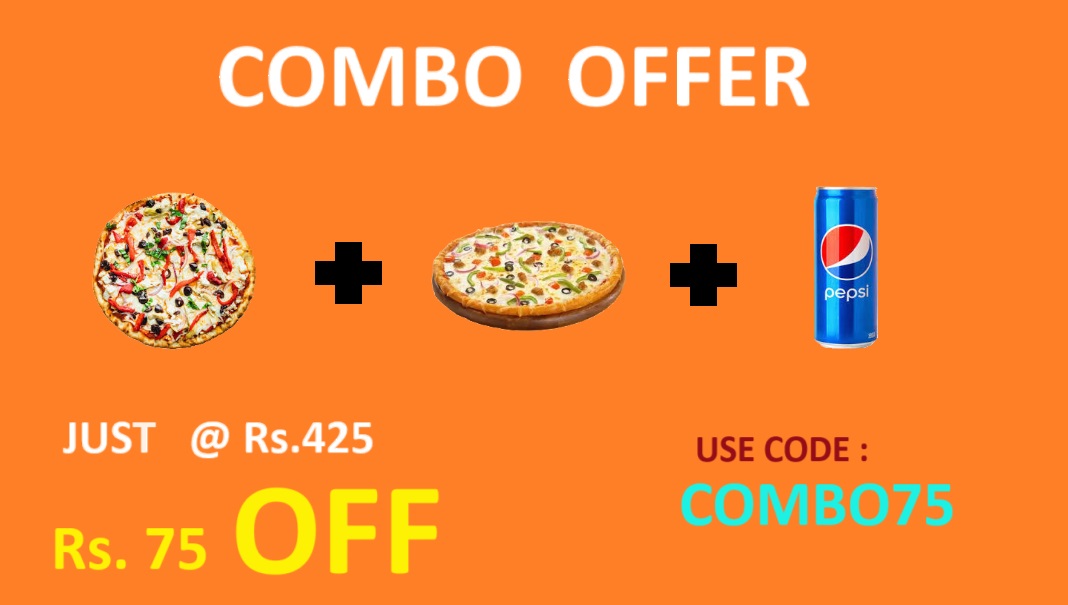 COMBO OFFER
pepsi
JUST @ Rs.425
Rs. 75 OFF
USE CODE :
COMBO75